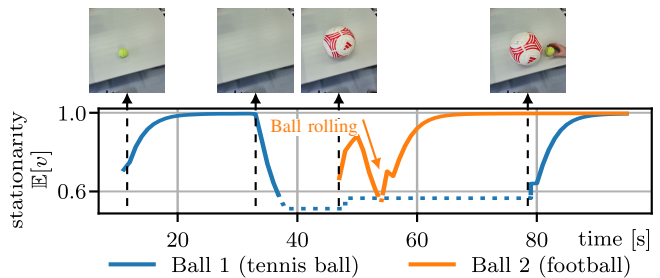 1.0
0.6
stationarity
𝔼[v]
Ball rolling
20
40
60
80
time [s]
Ball 1 (tennis ball)
Ball 2 (football)